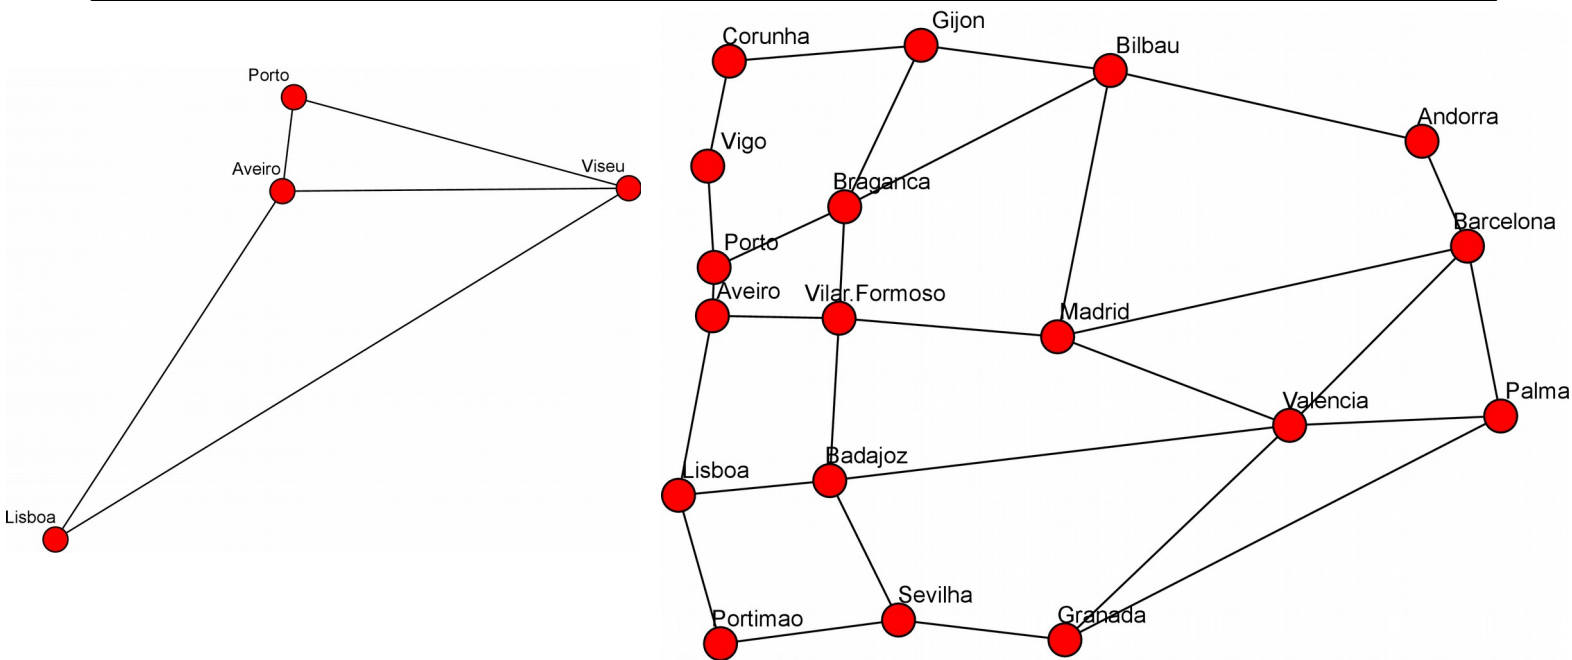 Porto
Aveiro
Viseu
Lisboa
Corunha
Gijon
Bilbau
Andorra
Vigo
Braganca
Barcelona
Porto
Aveiro
Vilar.Formoso
Madrid
Valencia
Palma
Lisboa
Badajoz
Sevilha
Portimao
Granada